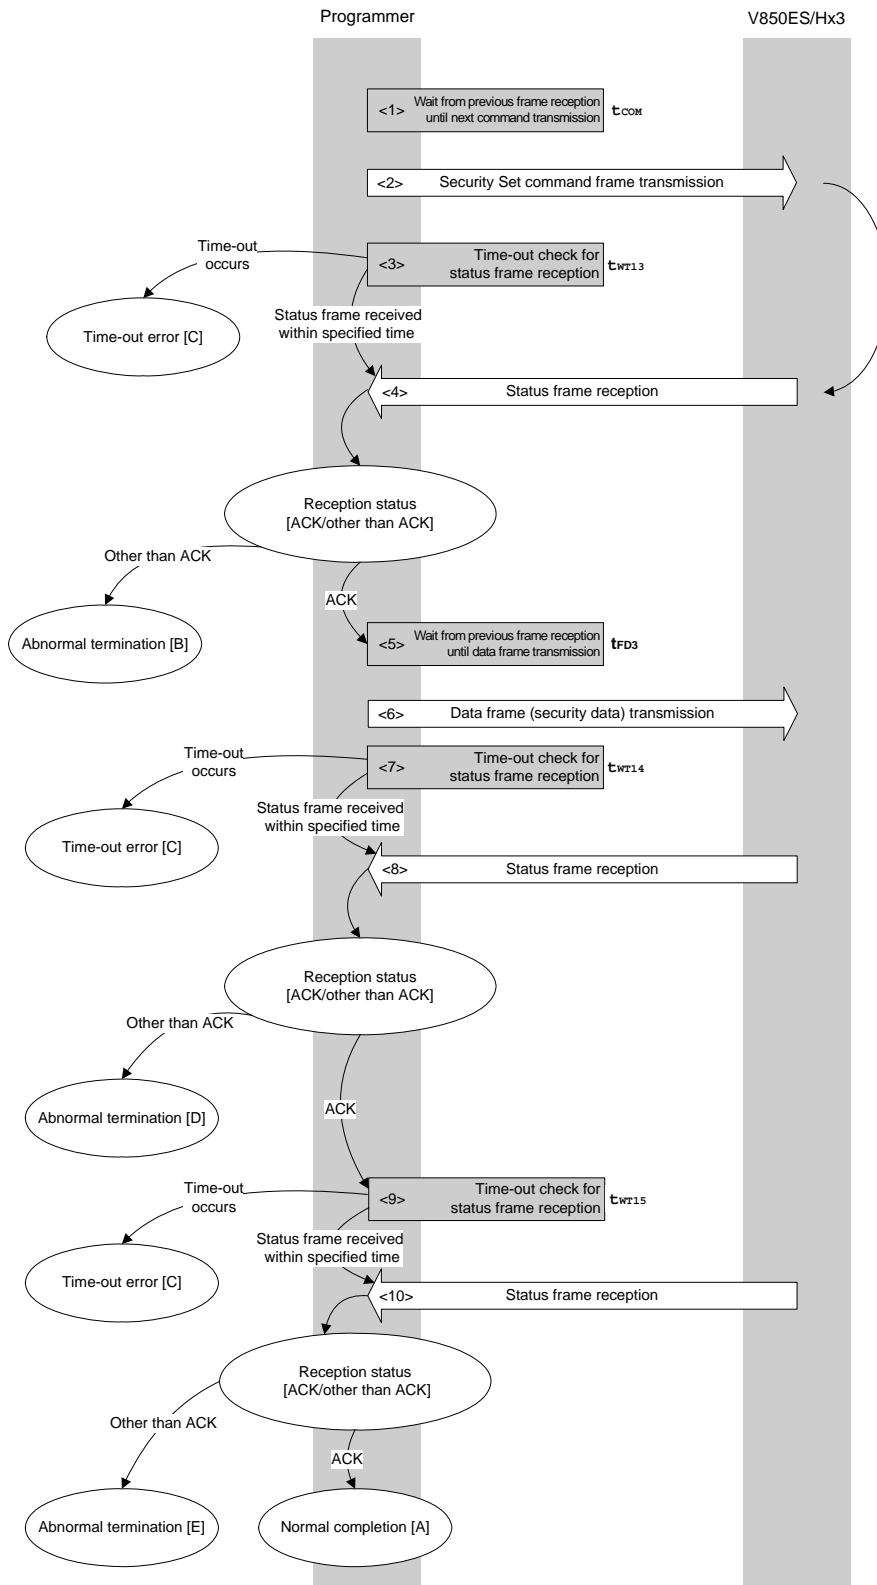 Programmer
V850ES/Hx3
<1> Wait from previous frame reception
until next command transmission
tCOM
<2> Security Set command frame transmission
Time-out
occurs
<3> Time-out check for
status frame reception
tWT13
Time-out error [C]
Status frame received
within specified time
<4> Status frame reception
Reception status
[ACK/other than ACK]
Other than ACK
ACK
Abnormal termination [B]
<5> Wait from previous frame reception
until data frame transmission
tFD3
<6> Data frame (security data) transmission
Time-out
occurs
<7> Time-out check for
status frame reception
tWT14
Status frame received
within specified time
Time-out error [C]
<8> Status frame reception
Reception status
[ACK/other than ACK]
Other than ACK
Abnormal termination [D]
ACK
Time-out
occurs
<9> Time-out check for
status frame reception
tWT15
Status frame received
within specified time
Time-out error [C]
<10> Status frame reception
Reception status
[ACK/other than ACK]
Other than ACK
ACK
Abnormal termination [E]
Normal completion [A]